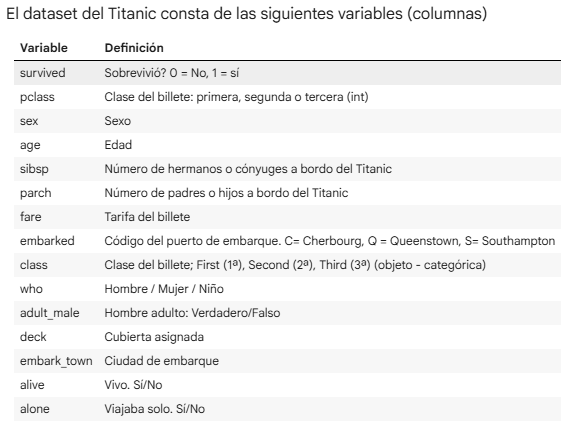 El dataset del Titanic consta de las siguientes variables (columnas)
Variable Definición
survived Sobrevivió? 0 = No, 1 = sí
pclass Clase del billete: primera, segunda o tercera (int)
sex Sexo
age Edad
sibsp Número de hermanos o cónyuges a bordo del Titanic
parch Número de padres o hijos a bordo del Titanic
fare Tarifa del billete
embarked Código del puerto de embarque. C= Cherbourg, Q = Queenstown, S= Southampton
class Clase del billete; First (1ª), Second (2ª), Third (3ª) (objeto - categórica)
who Hombre / Mujer / Niño
adult_male Hombre adulto: Verdadero/Falso
deck Cubierta asignada
embark_town Ciudad de embarque
alive Vivo. Sí/No
alone Viajaba solo. Sí/No